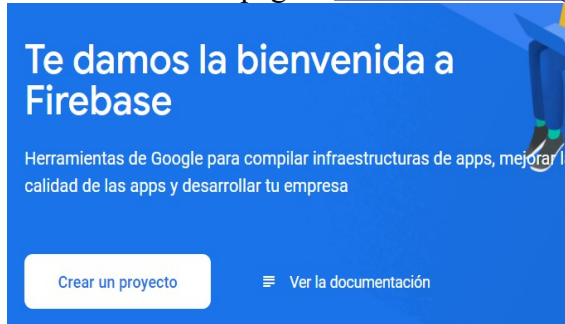 Te damos la bienvenida a
Firebase
Herramientas de Google para compilar infraestructuras de apps, mejorar
calidad de las apps y desarrollar tu empresa
Crear un proyecto
Ver la documentación